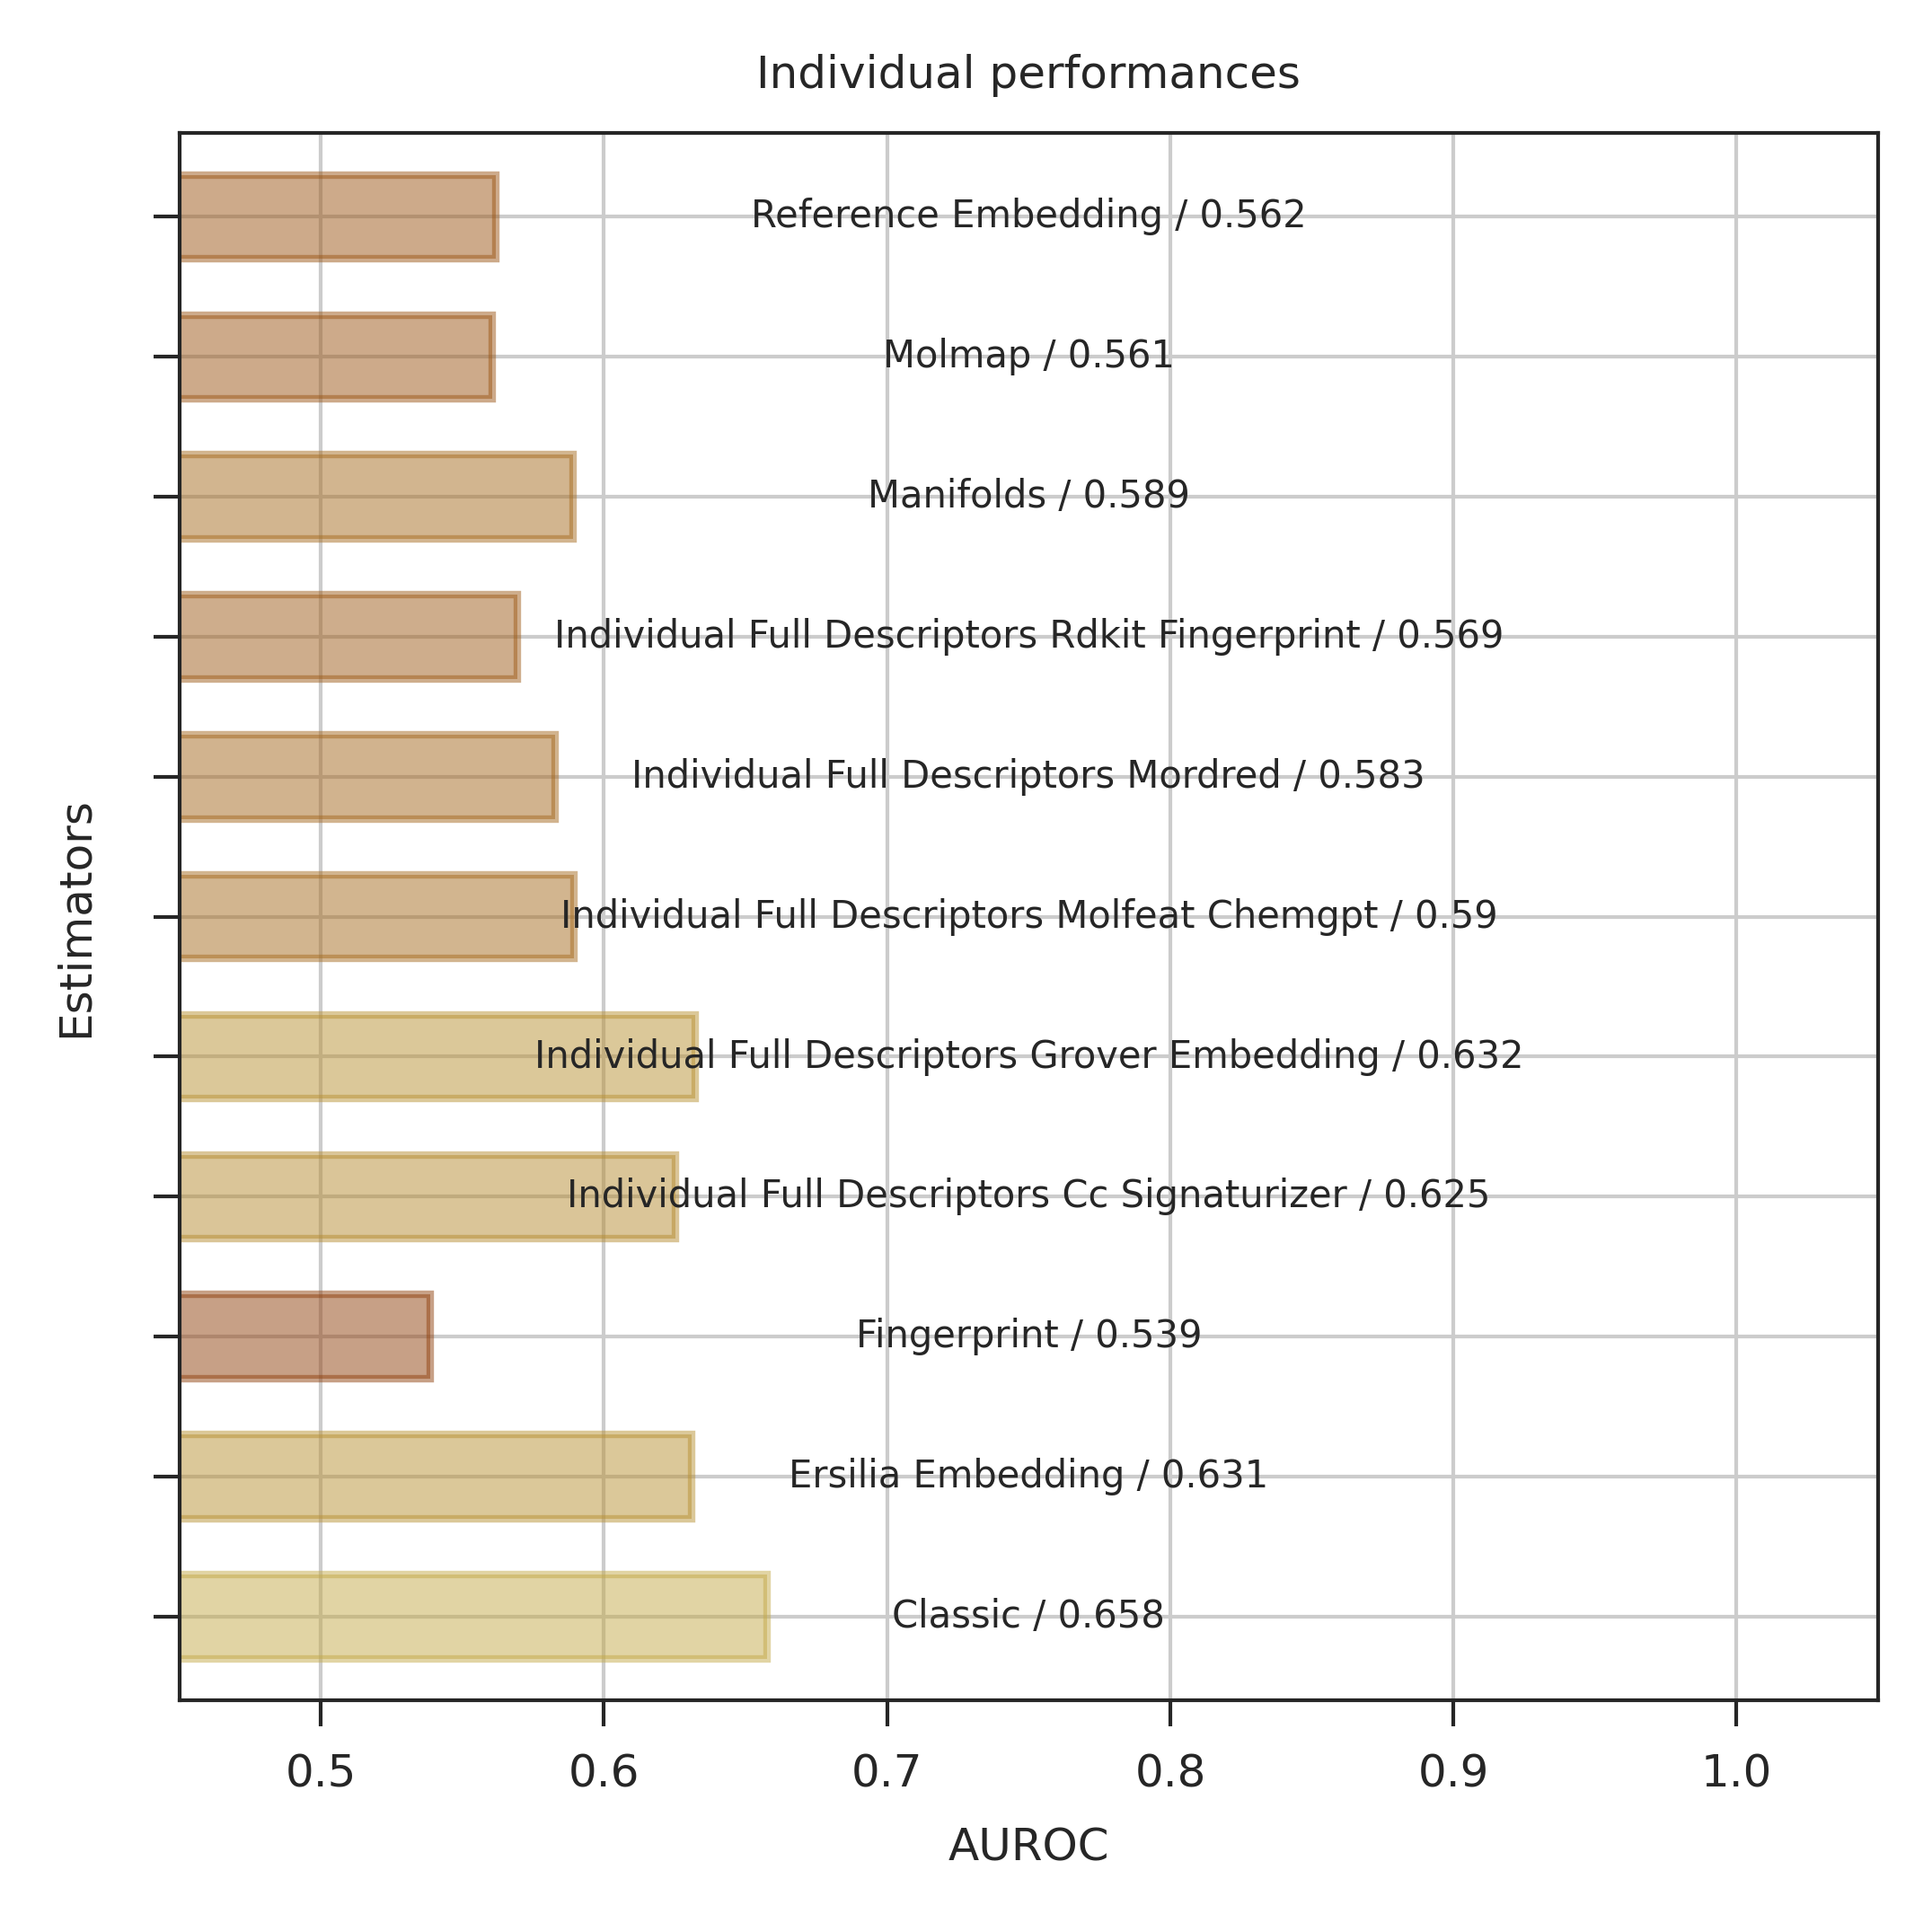 Individual performances
Reference Embedding / 0.562
Molmap / 0.561
Manifolds / 0.589
Individual Full Descriptors Rdkit Fingerprint / 0.569
Individual Full Descriptors Mordred / 0.583
Individual Full Descriptors Molfeat Chemgpt / 0.59
Individual Full Descriptors Grover Embedding / 0.632
Individual Full Descriptors Cc Signaturizer / 0.625
Fingerprint / 0.539
Ersilia Embedding / 0.631
Classic / 0.658
Estimators
0.5 0.6 0.7 0.8 0.9 1.0
AUROC